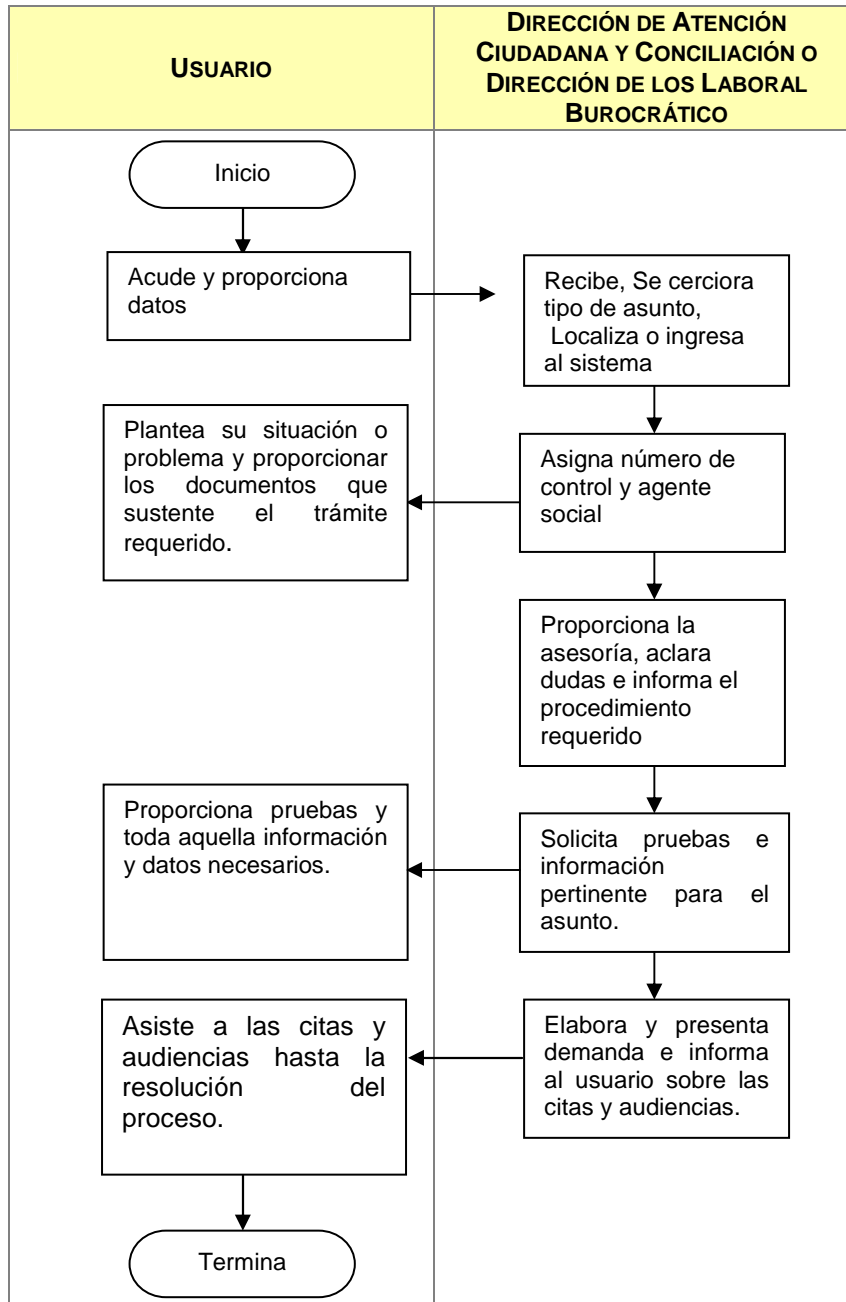 USUARIO
DIRECCIÓN DE ATENCIÓN
CIUDADANA Y CONCILIACIÓN O
DIRECCIÓN DE LOS LABORAL
BUROCRÁTICO
Inicio
Acude y proporciona
datos
Recibe, Se cerciora
tipo de asunto,
Localiza o ingresa
al sistema
Plantea su situación o
problema y proporcionar
los documentos que
sustente el trámite
requerido.
Asigna número de
control y agente
social
Proporciona la
asesoría, aclara
dudas e informa el
procedimiento
requerido
Proporciona pruebas y
toda aquella información
y datos necesarios.
Solicita pruebas e
información
pertinente para el
asunto.
Asiste a las citas y
audiencias hasta la
resolución del
proceso.
Elabora y presenta
demanda e informa
al usuario sobre las
citas y audiencias.
Termina